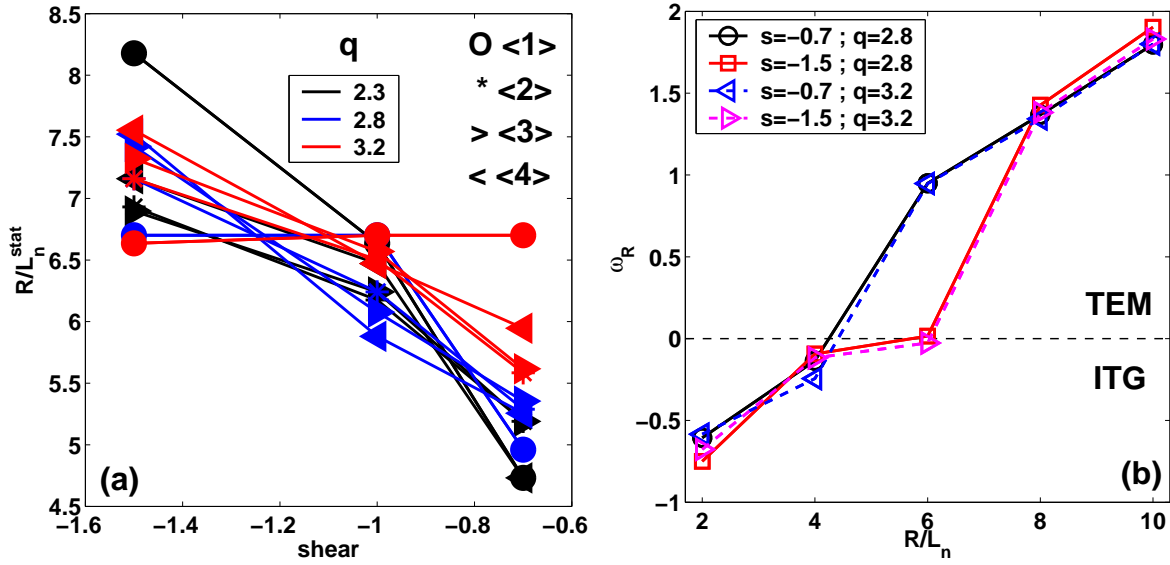 8.5
8
7.5
7
6.5
6
5.5
5
4.5
R/L_n^stat
−1.6 −1.4 −1.2 −1 −0.8 −0.6
shear
q
2.3
2.8
3.2
O <1>
* <2>
> <3>
< <4>
(a)
2
1.5
1
0.5
0
−0.5
−1
ω_R
s=−0.7 ; q=2.8
s=−1.5 ; q=2.8
s=−0.7 ; q=3.2
s=−1.5 ; q=3.2
TEM
ITG
(b)
2 4 6 8 10
R/L_n